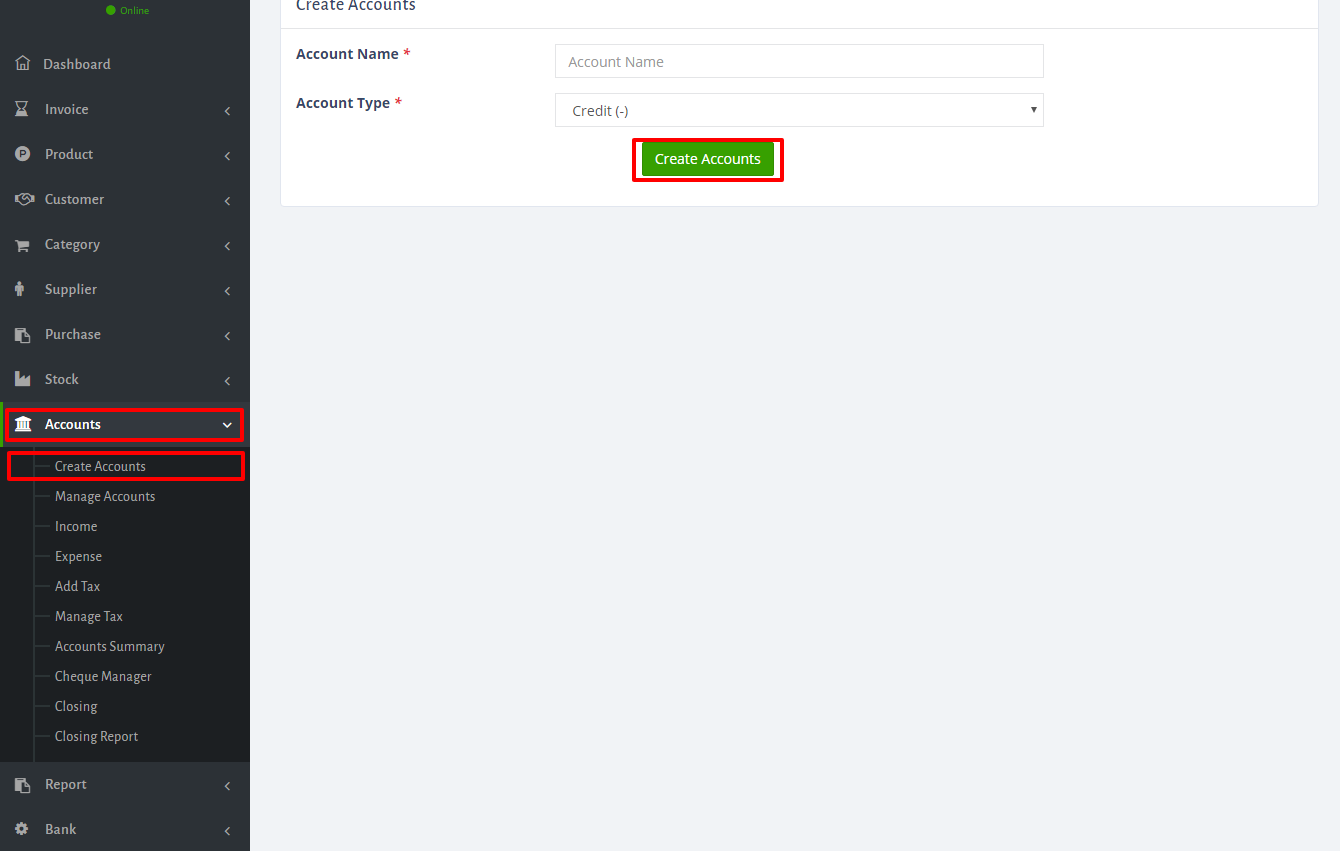 Online
Dashboard
Invoice
Product
Customer
Category
Supplier
Purchase
Stock
Accounts
Create Accounts
Manage Accounts
Income
Expense
Add Tax
Manage Tax
Accounts Summary
Cheque Manager
Closing
Closing Report
Report
Bank
Create Accounts
Account Name *
Account Name
Account Type *
Credit (-)
Create Accounts